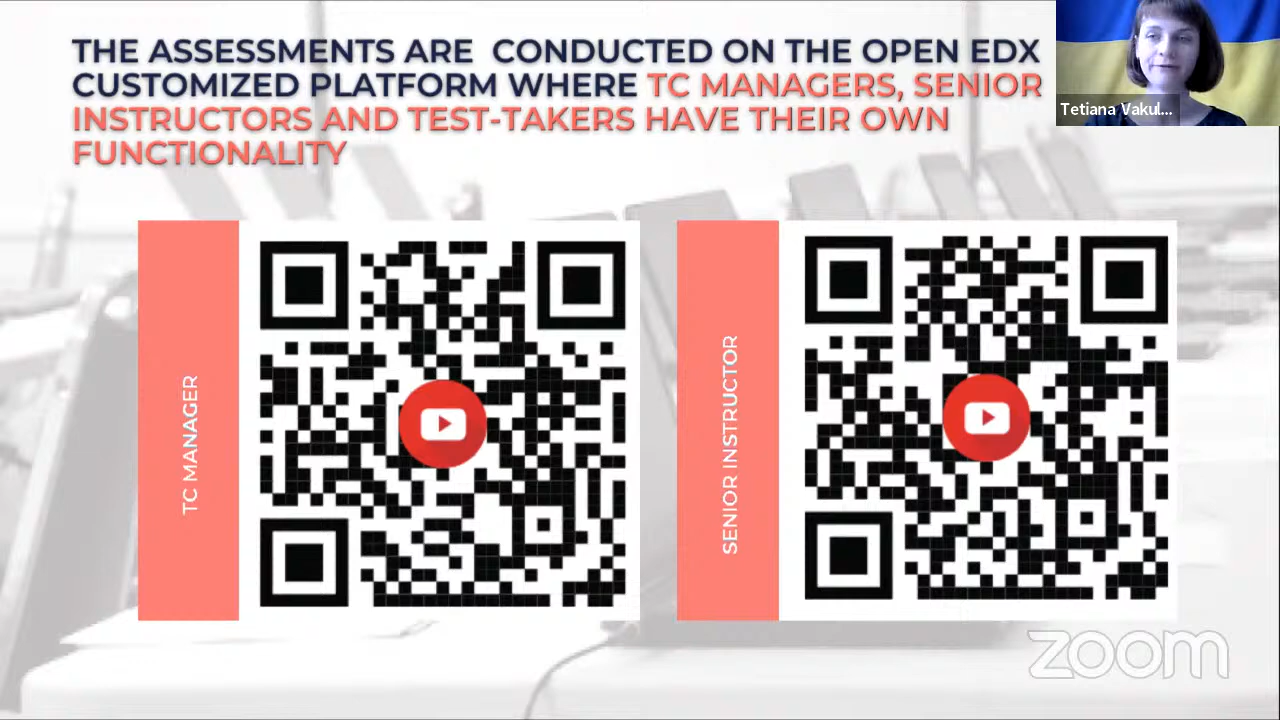 THE ASSESSMENTS ARE CONDUCTED ON THE OPEN EDX
CUSTOMIZED PLATFORM WHERE TC MANAGERS, SENIOR
INSTRUCTORS AND TEST-TAKERS HAVE THEIR OWN
FUNCTIONALITY
Tetiana Vakul...
TC MANAGER
SENIOR INSTRUCTOR
zoom